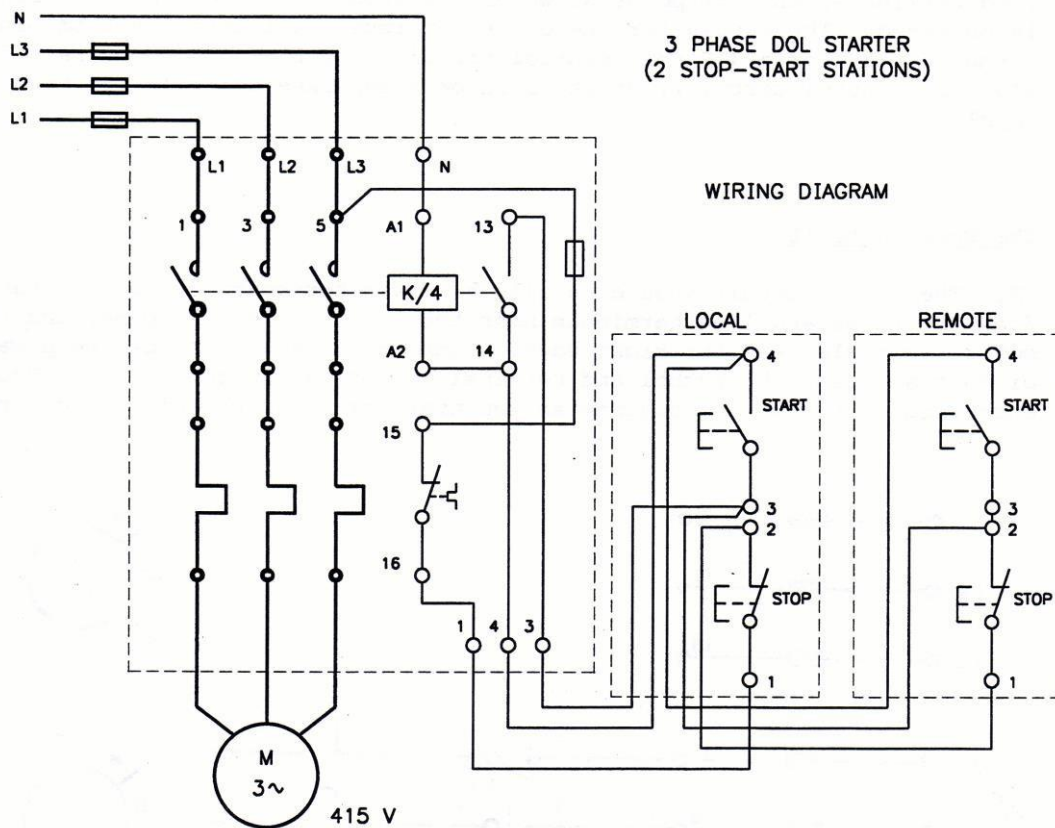 N
L3
L2
L1
3 PHASE DOL STARTER
(2 STOP-START STATIONS)
WIRING DIAGRAM
L1 L2 L3 N
1 3 5 A1 13
K/4
A2 14
15
16
1 4 3
LOCAL
4
START
3
2
STOP
1
REMOTE
4
START
3
2
STOP
1
M
3~
415 V